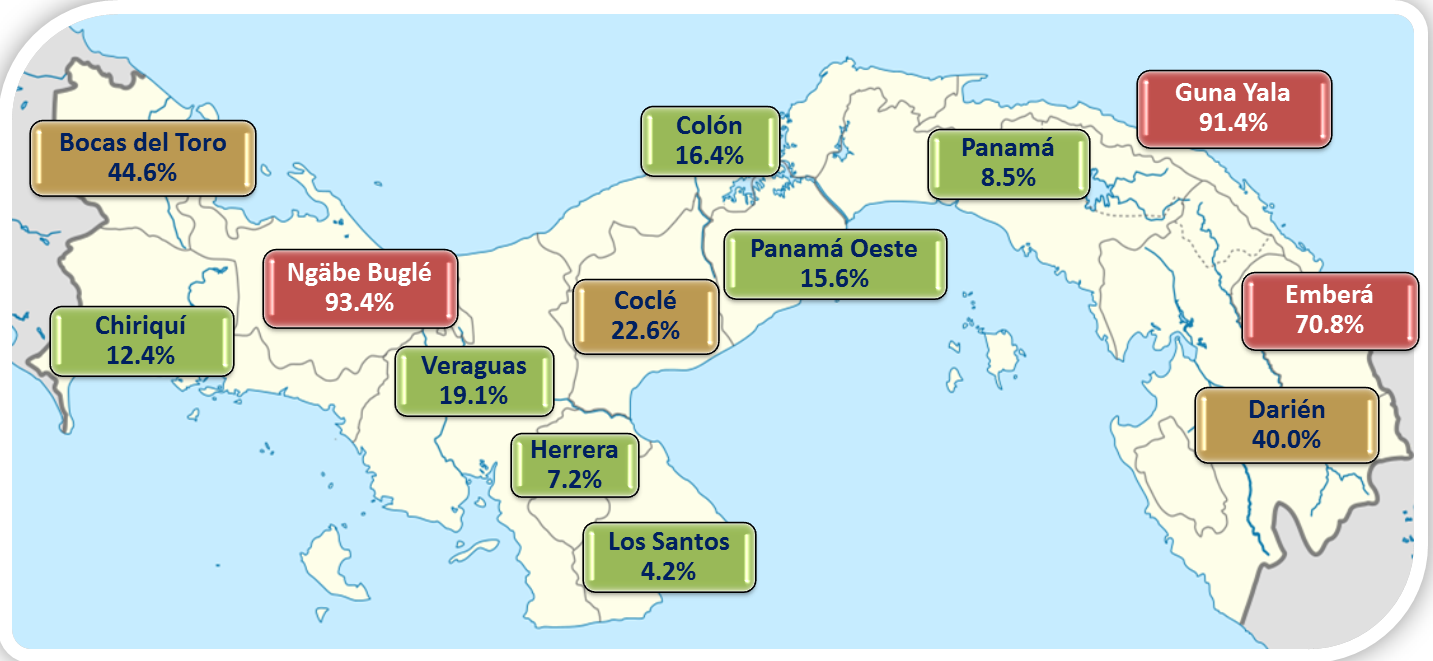 Guna Yala
91.4%
Colón
16.4%
Bocas del Toro
44.6%
Panamá
8.5%
Panamá Oeste
15.6%
Ngäbe Buglé
93.4%
Emberá
70.8%
Coclé
22.6%
Chiriquí
12.4%
Veraguas
19.1%
Darién
40.0%
Herrera
7.2%
Los Santos
4.2%